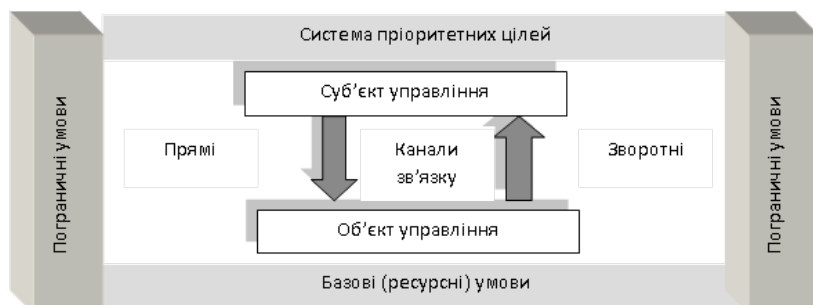 Система пріоритетних цілей
Пограничні умови
Суб'єкт управління
Прямі
Канали
зв'язку
Зворотні
Об'єкт управління
Пограничні умови
Базові (ресурсні) умови